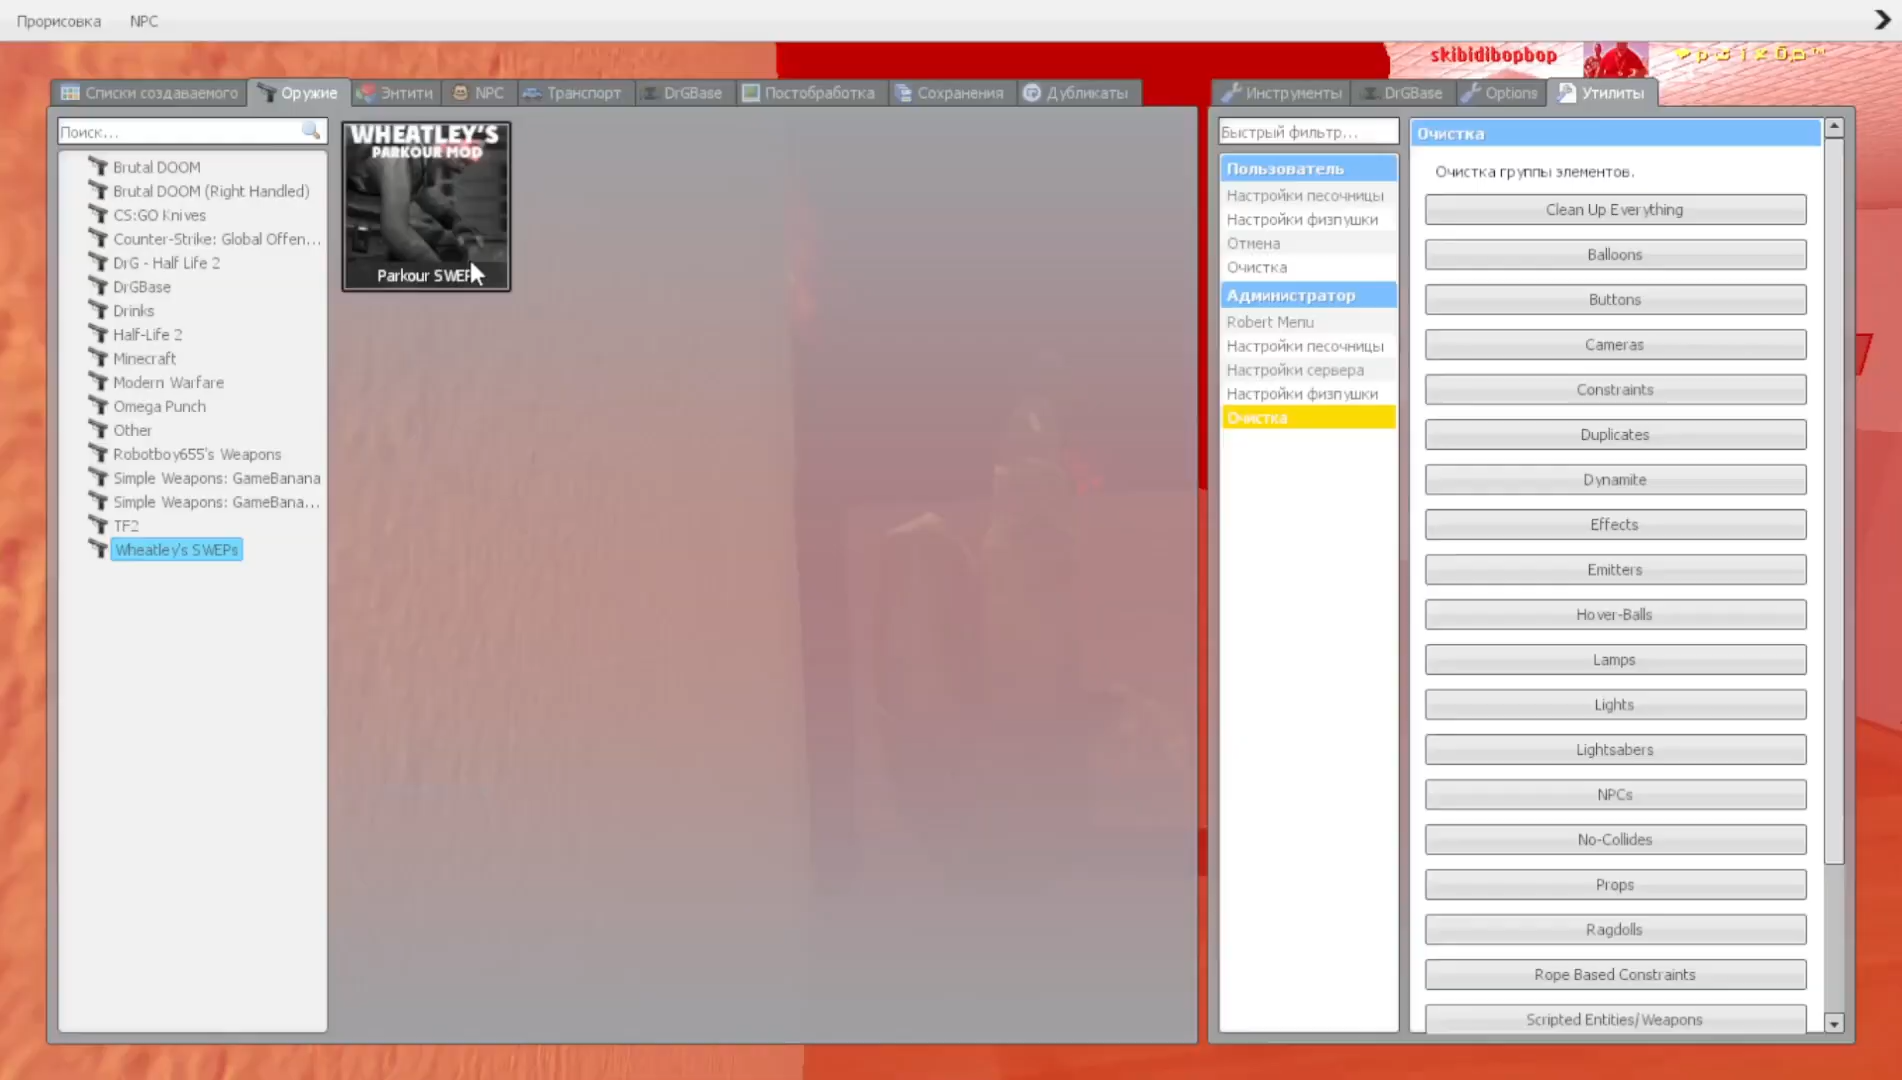 Прорисовка NPC
skibidibopbop
Списки создаваемого Оружие Энтити NPC Транспорт DrGBase Постобработка Сохранения Дубликаты
Инструменты DrGBase Options Утилиты
Поиск...
Brutal DOOM
Brutal DOOM (Right Handled)
CS:GO Knives
Counter-Strike: Global Offen...
DrG - Half Life 2
DrGBase
Drinks
Half-Life 2
Minecraft
Modern Warfare
Omega Punch
Other
Robotboy655's Weapons
Simple Weapons: GameBanana
Simple Weapons: GameBana...
TF2
Wheatley's SWEPs
WHEATLEY'S
PARKOUR MOD
Parkour SWEP
Быстрый фильтр...
Пользователь
Настройки песочницы
Настройки физпушки
Отмена
Очистка
Администратор
Robert Menu
Настройки песочницы
Настройки сервера
Настройки физпушки
Очистка
Очистка
Очистка группы элементов.
Clean Up Everything
Balloons
Buttons
Cameras
Constraints
Duplicates
Dynamite
Effects
Emitters
Hover-Balls
Lamps
Lights
Lightsabers
NPCs
No-Collides
Props
Ragdolls
Rope Based Constraints
Scripted Entities/Weapons